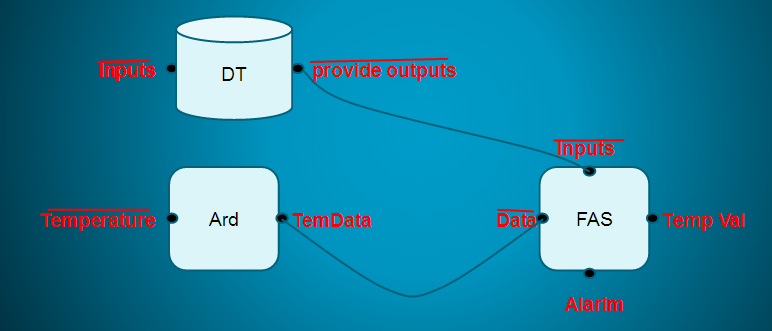 Inputs
DT
provide outputs
Inputs
Temperature
Ard
TemData
Data
FAS
Temp Val
Alarim